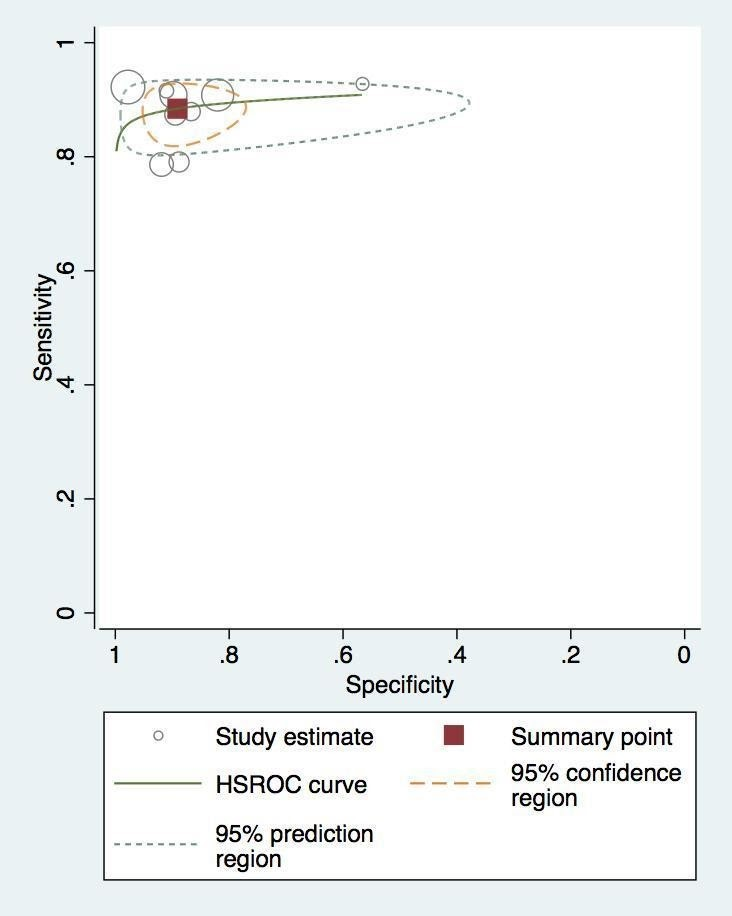 1
.8
.6
.4
.2
0
Sensitivity
1 .8 .6 .4 .2 0
Specificity
Study estimate
Summary point
HSROC curve
95% confidence
region
95% prediction
region